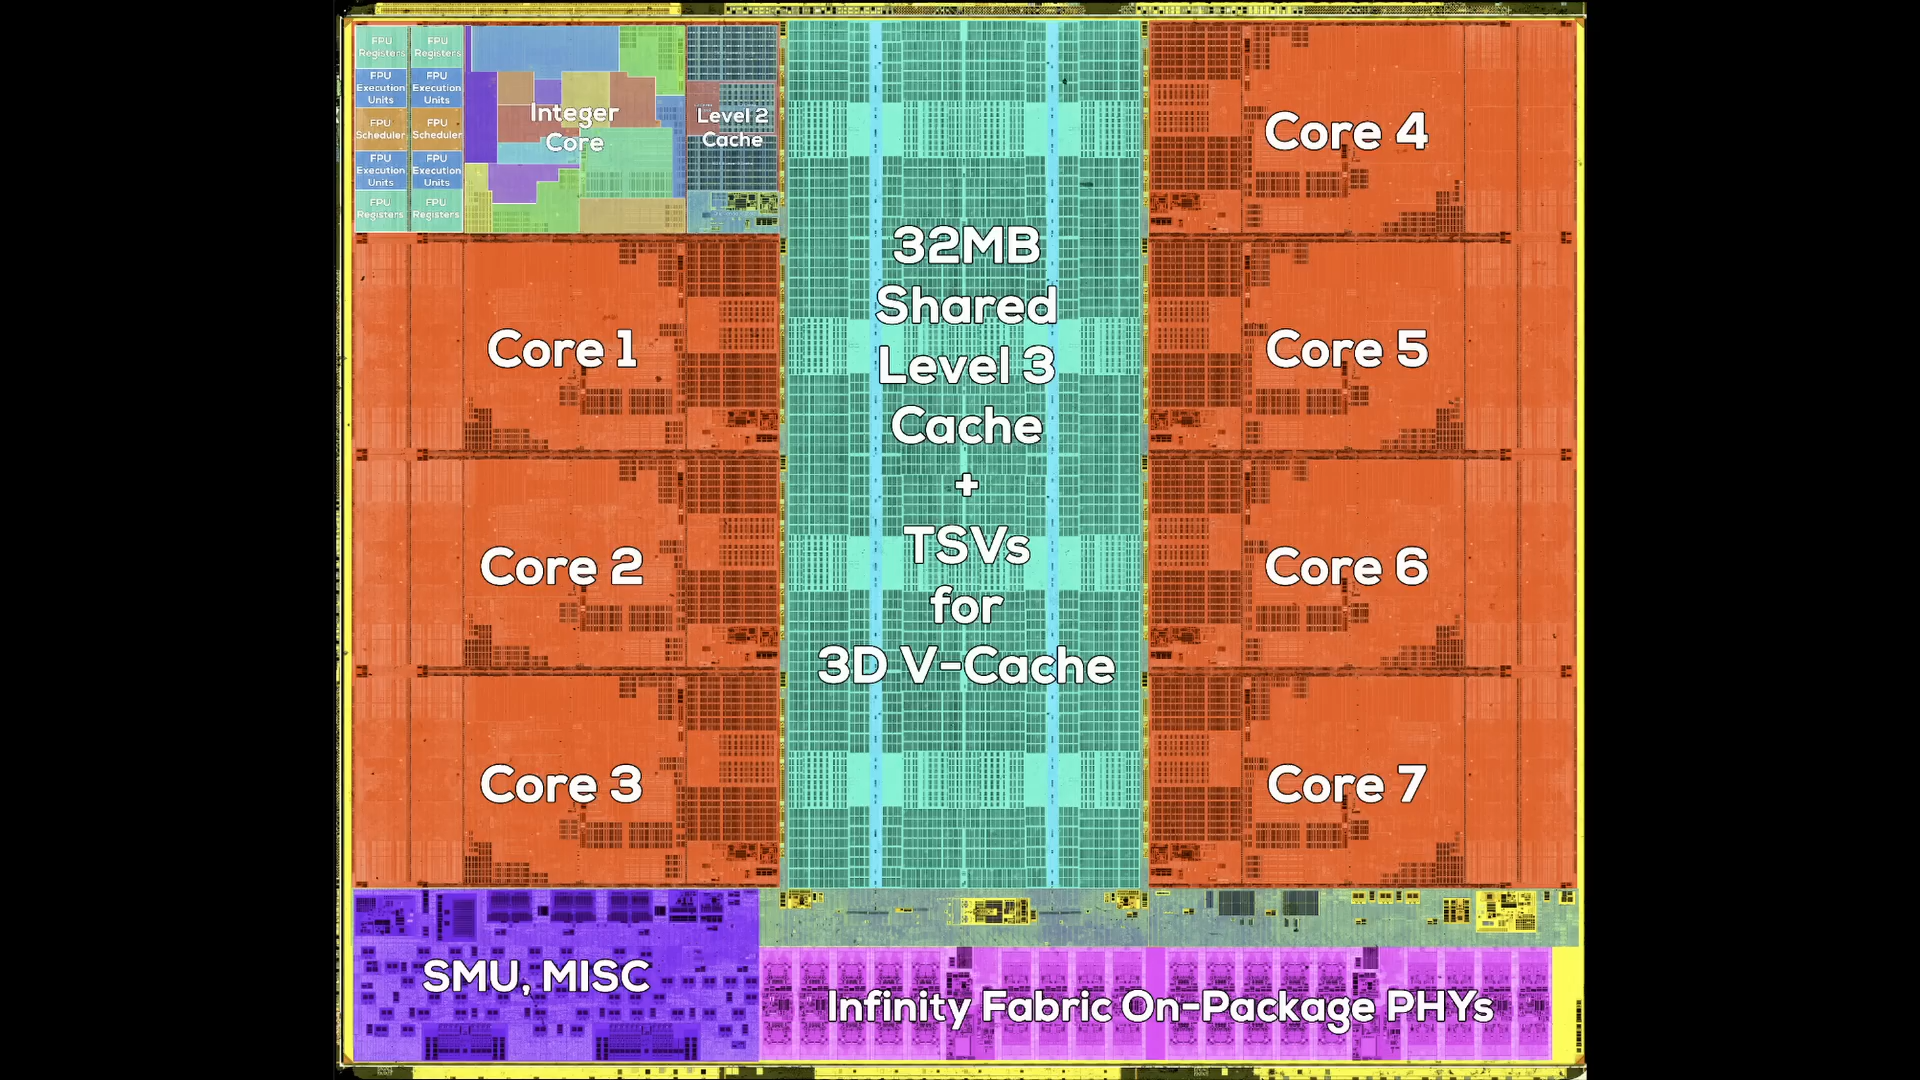 FPU
Registers
FPU
Registers
FPU
Execution
Units
FPU
Execution
Units
FPU
Scheduler
FPU
Scheduler
FPU
Execution
Units
FPU
Execution
Units
FPU
Registers
FPU
Registers
Integer
Core
Level 2
Cache
Core 1
Core 2
Core 3
32MB
Shared
Level 3
Cache
+
TSVs
for
3D V-Cache
Core 4
Core 5
Core 6
Core 7
SMU, MISC
Infinity Fabric On-Package PHYs